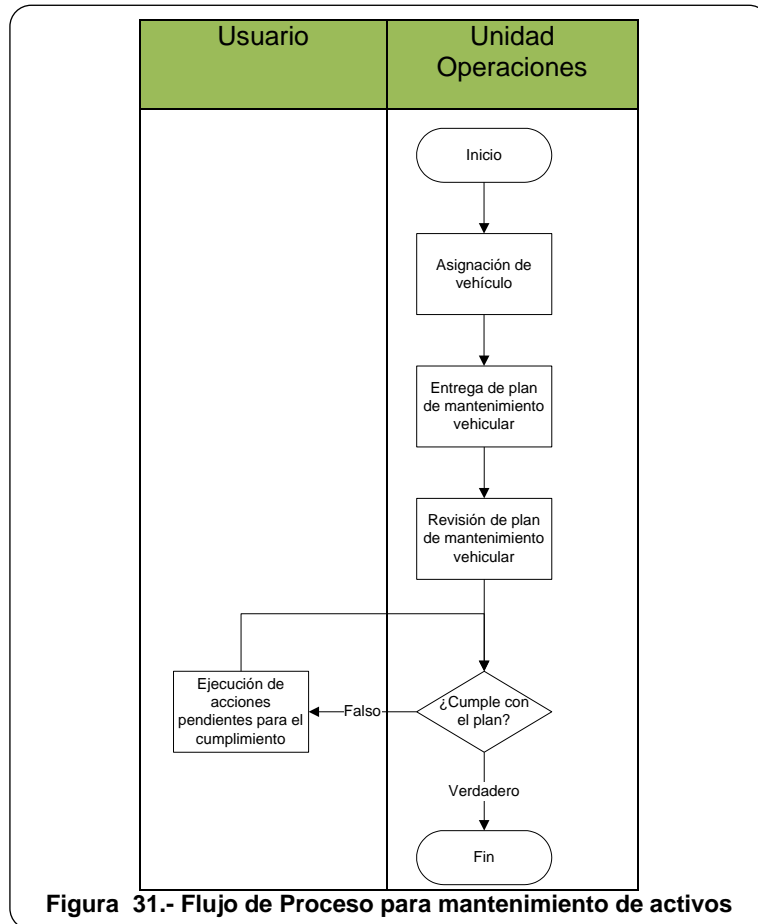 Usuario
Unidad
Operaciones
Inicio
Asignación de
vehículo
Entrega de plan
de mantenimiento
vehicular
Revisión de plan
de mantenimiento
vehicular
¿Cumple con
el plan?
Falso
Ejecución de
acciones
pendientes para el
cumplimiento
Verdadero
Fin
Figura 31.- Flujo de Proceso para mantenimiento de activos